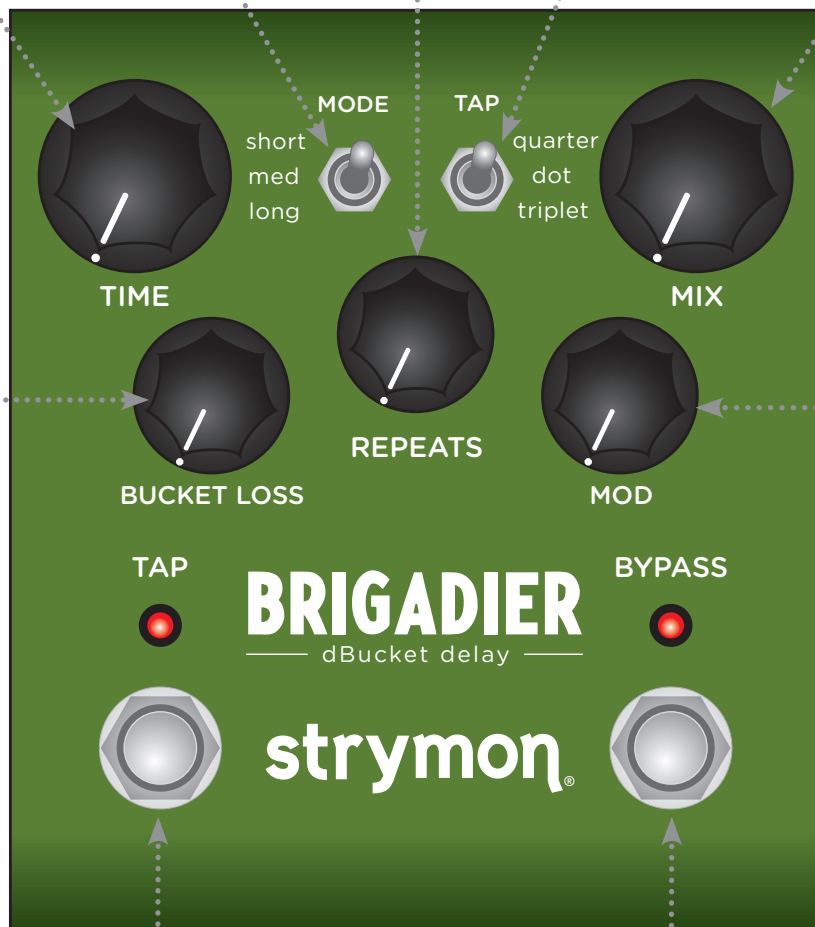 MODE
TAP
short
med
long
quarter
dot
triplet
TIME
MIX
REPEATS
BUCKET LOSS
MOD
TAP
BYPASS
BRIGADIER
dBucket delay
strymon®